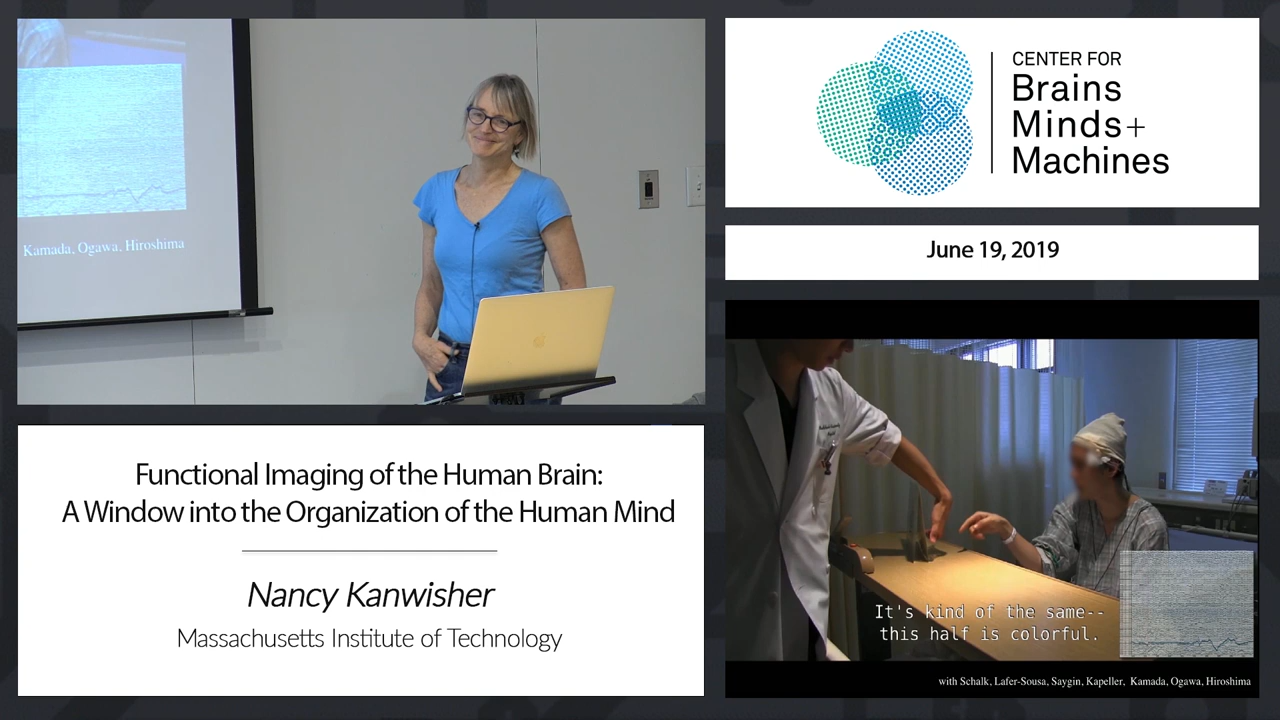 Kamada, Ogawa, Hiroshima
CENTER FOR
Brains
Minds+
Machines
June 19, 2019
Functional Imaging of the Human Brain:
A Window into the Organization of the Human Mind
Nancy Kanwisher
Massachusetts Institute of Technology
It's kind of the same--
this half is colorful.
with Schalk, Lafer-Sousa, Saygin, Kapeller, Kamada, Ogawa, Hiroshima